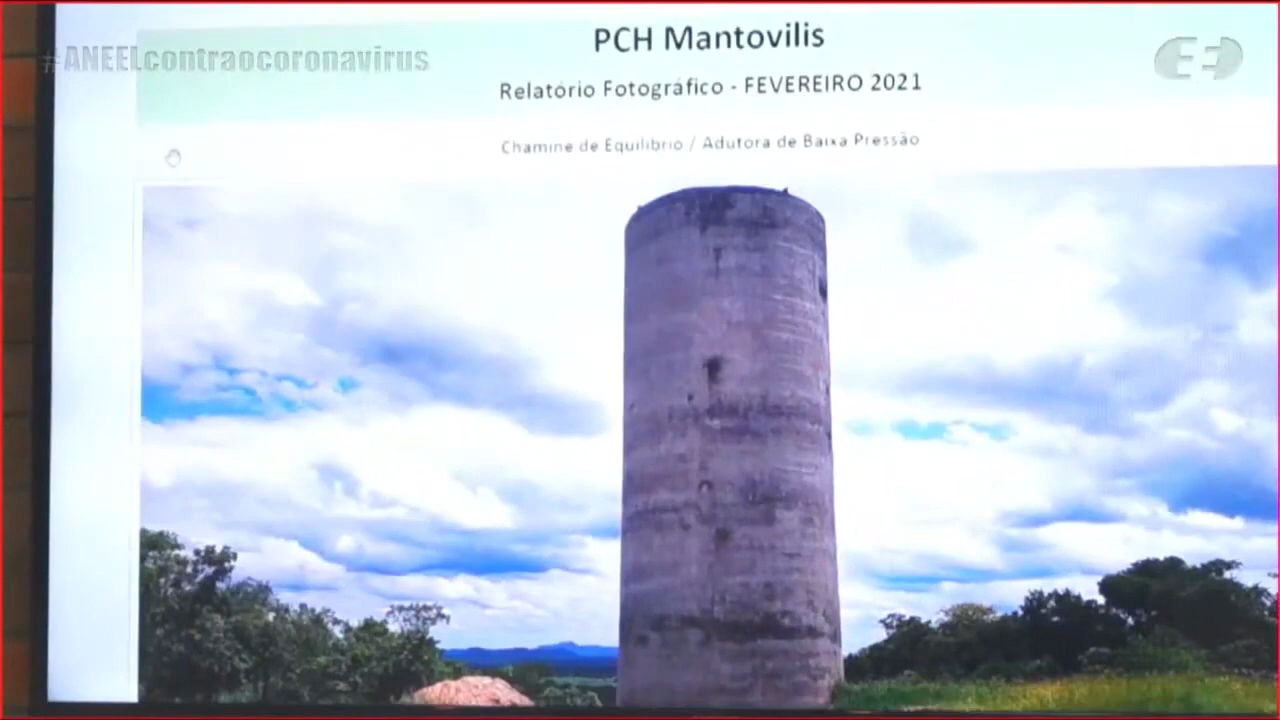 PCH Mantovilis
#ANEELcontraocoronavirus
Relatório Fotográfico - FEVEREIRO 2021
Chamine de Equilibrio / Adutora de Baixa Pressão